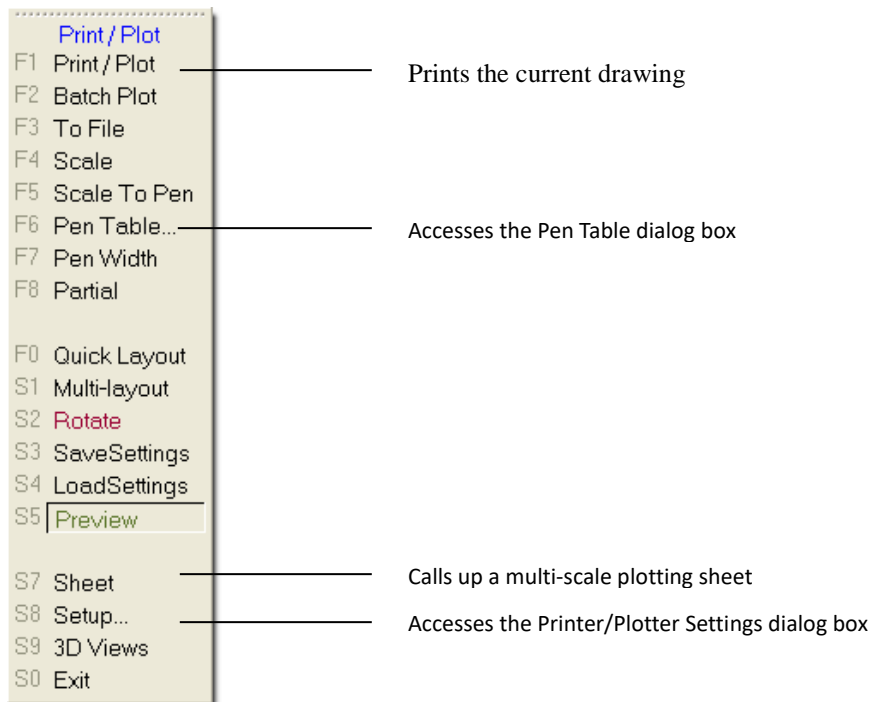 Print / Plot
F1 Print / Plot Prints the current drawing
F2 Batch Plot
F3 To File
F4 Scale
F5 Scale To Pen
F6 Pen Table... Accesses the Pen Table dialog box
F7 Pen Width
F8 Partial
F0 Quick Layout
S1 Multi-layout
S2 Rotate
S3 SaveSettings
S4 LoadSettings
S5 Preview
S7 Sheet Calls up a multi-scale plotting sheet
S8 Setup... Accesses the Printer/Plotter Settings dialog box
S9 3D Views
S0 Exit